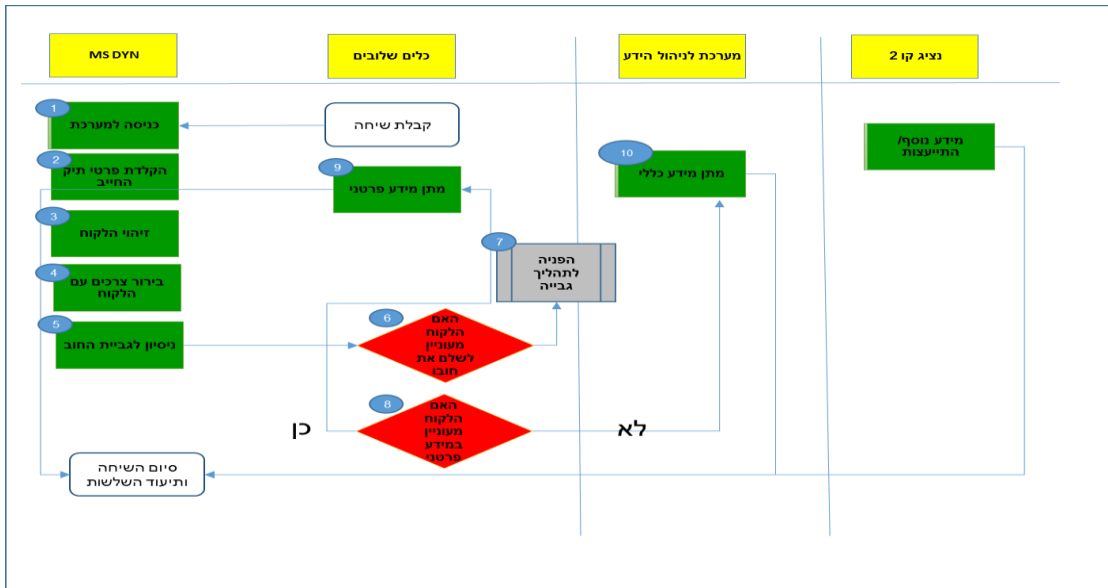 נציג קו 2
מערכת לניהול הידע
כלים שלובים
MS DYN
קבלת שיחה
1
כניסה למערכת
2
הקלדת פרטי תיק
החייב
3
זיהוי הלקוח
4
בירור צרכים עם
הלקוח
5
ניסיון לגביית החוב
6
האם
הלקוח
מעוניין
לשלם את
חובו
7
הפניה
לתהליך
גבייה
8
האם
הלקוח
מעוניין
במידע
פרטני
כן
לא
9
מתן מידע פרטני
10
מתן מידע כללי
מידע נוסף/
התייעצות
סיום השיחה
ותיעוד השלשות